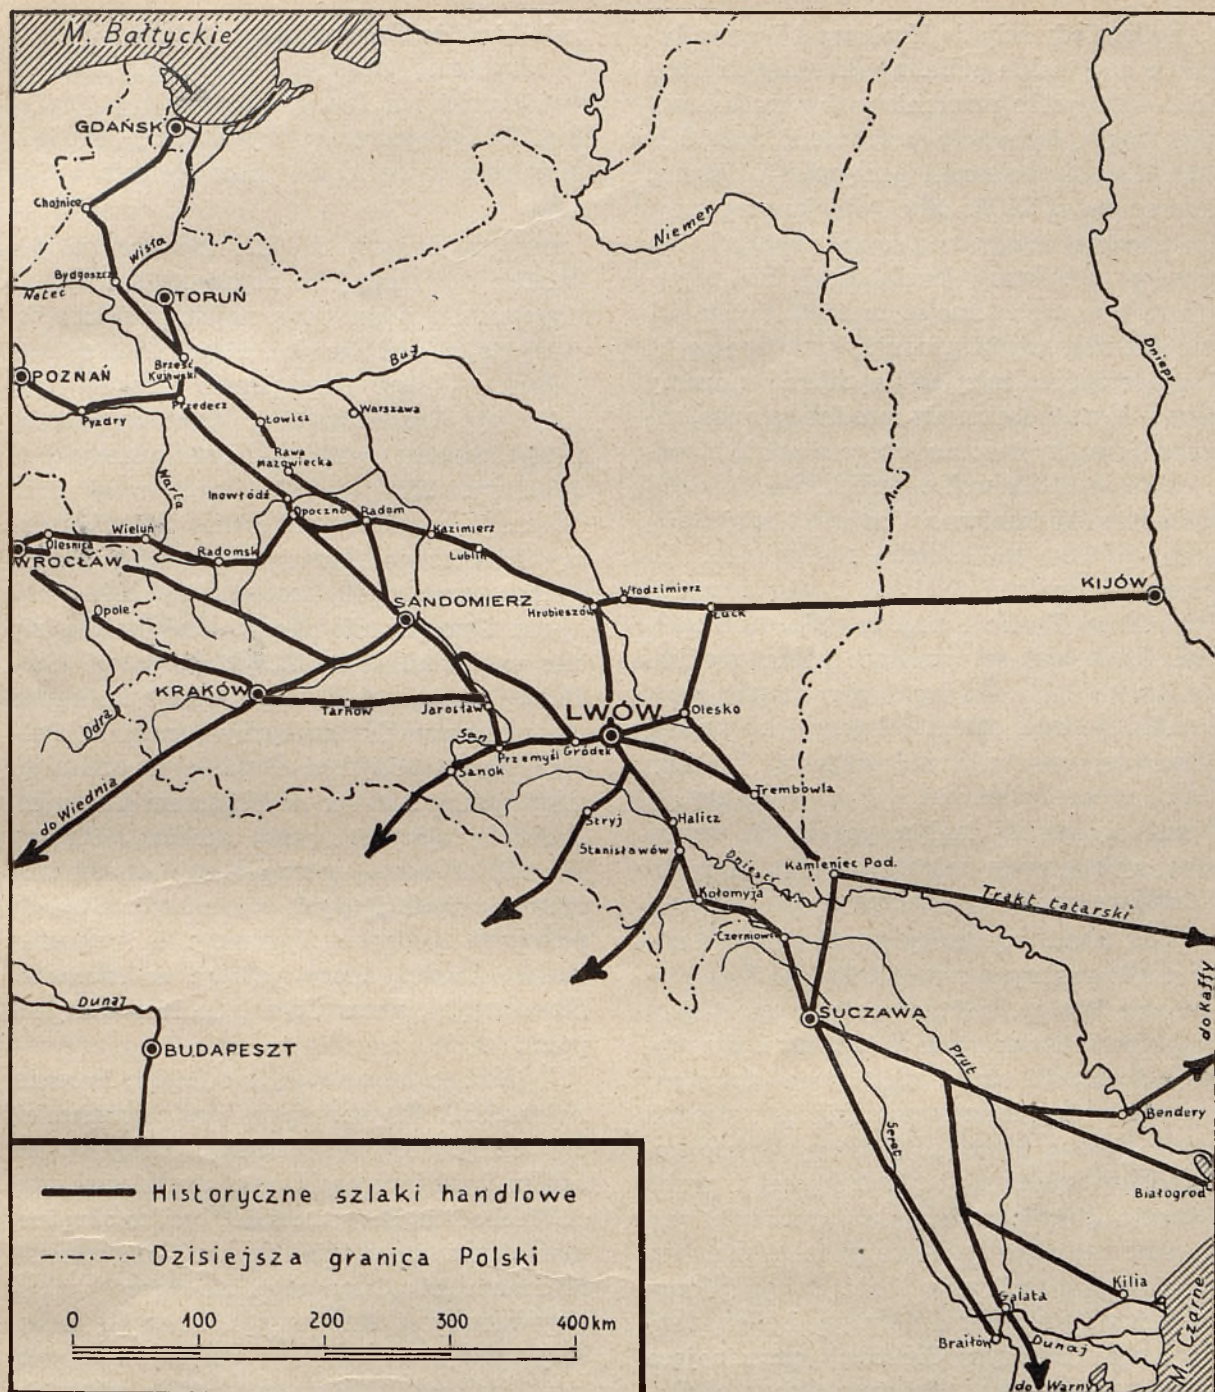 M. Bałtyckie
GDAŃSK
Chojnice
Wisła
Niemen
Bydgoszcz
Noteć
TORUŃ
Dniepr
Bug
Brześć
Kujawski
POZNAŃ
Przedecz
Pyzdry
Łowicz
Warszawa
Rawa
Mazowiecka
Warta
Inowłódź
Opoczno
Radom
Kazimierz
Wieluń
Oleśnica
Radomsk
Lublin
WROCŁAW
KIJÓW
Włodzimierz
Hrubieszów
Łuck
Opole
SANDOMIERZ
KRAKÓW
Tarnów
Jarosław
LWÓW
Olesko
Odra
San
Przemyśl
Gródek
Sanok
do Wiednia
Trembowla
Stryj
Halicz
Stanisławów
Dniestr
Kamieniec Pod.
Kołomyja
Trakt tatarski
Czerniowce
do Kaffy
Dunaj
SUCZAWA
BUDAPESZT
Prut
Bendery
Seret
Białogrod
Kilia
Galata
Braiłów
Dunaj
M. Czarne
do Warny
Historyczne szlaki handlowe
Dzisiejsza granica Polski
0 100 200 300 400 km